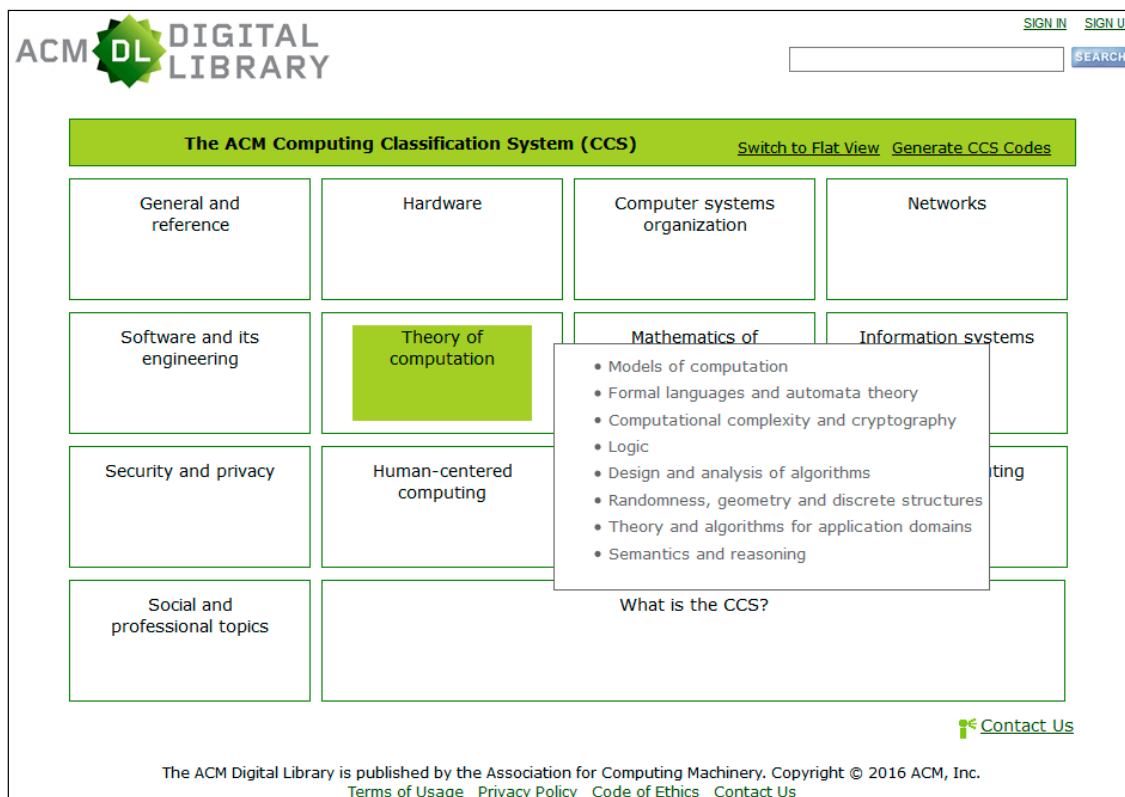 SIGN IN SIGN U
ACM DL DIGITAL
LIBRARY
SEARCH
The ACM Computing Classification System (CCS) Switch to Flat View Generate CCS Codes
General and
reference
Hardware
Computer systems
organization
Networks
Software and its
engineering
Theory of
computation
Mathematics of
Information systems
• Models of computation
• Formal languages and automata theory
• Computational complexity and cryptography
• Logic
• Design and analysis of algorithms
• Randomness, geometry and discrete structures
• Theory and algorithms for application domains
• Semantics and reasoning
Security and privacy
Human-centered
computing
Social and
professional topics
What is the CCS?
Contact Us
The ACM Digital Library is published by the Association for Computing Machinery. Copyright © 2016 ACM, Inc.
Terms of Usage Privacy Policy Code of Ethics Contact Us